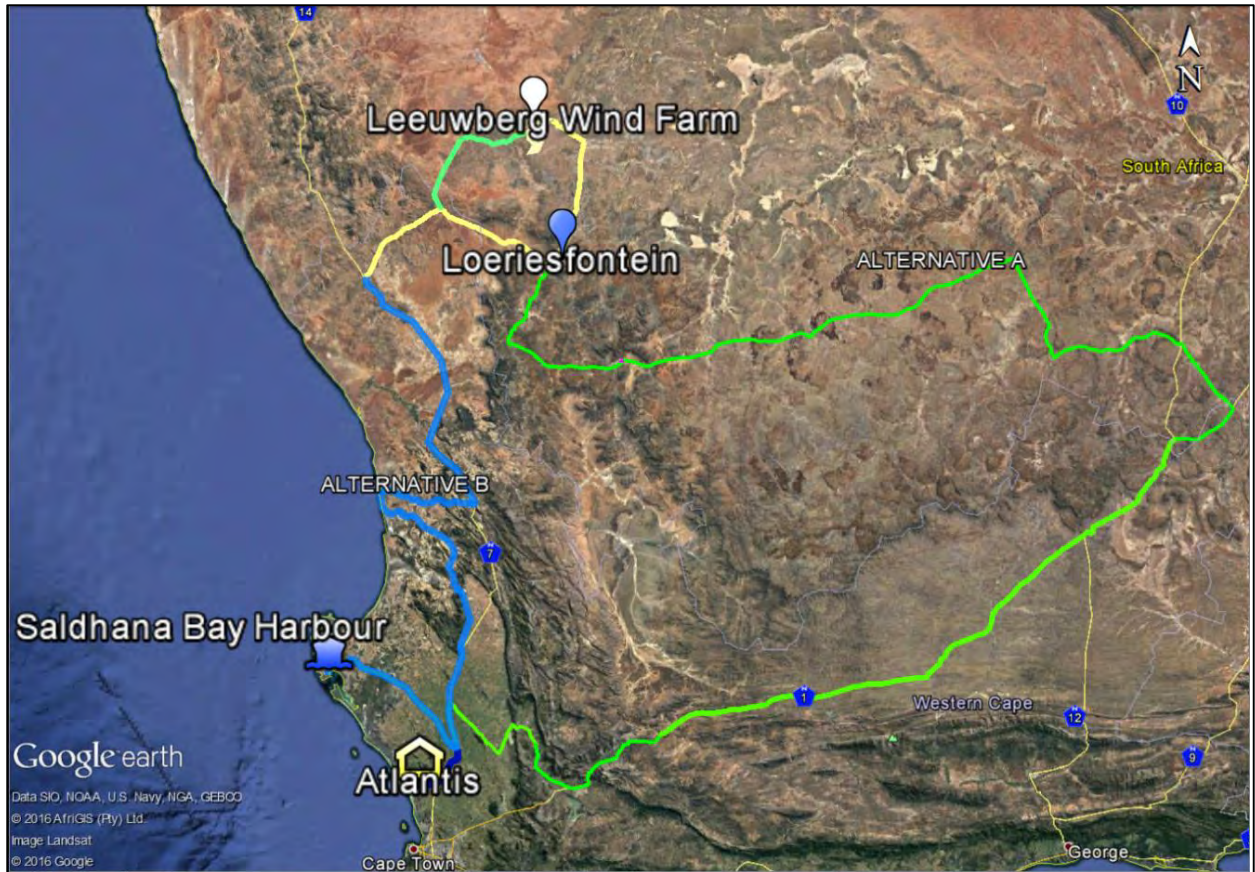 14
N
10
Leeuwberg Wind Farm
South Africa
Loeriesfontein
ALTERNATIVE A
ALTERNATIVE B
7
Saldhana Bay Harbour
1
Western Cape
12
9
Google earth
Atlantis
Data SIO, NOAA, U.S. Navy, NGA, GEBCO
© 2016 AfriGIS (Pty) Ltd.
Image Landsat
© 2016 Google
Cape Town
George